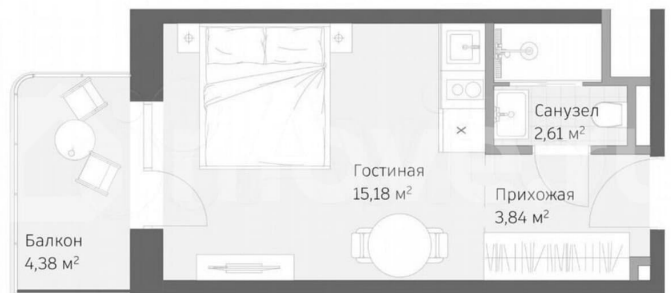 Санузел
2,61 м²
Гостиная
15,18 м²
Прихожая
3,84 м²
Балкон
4,38 м²
X